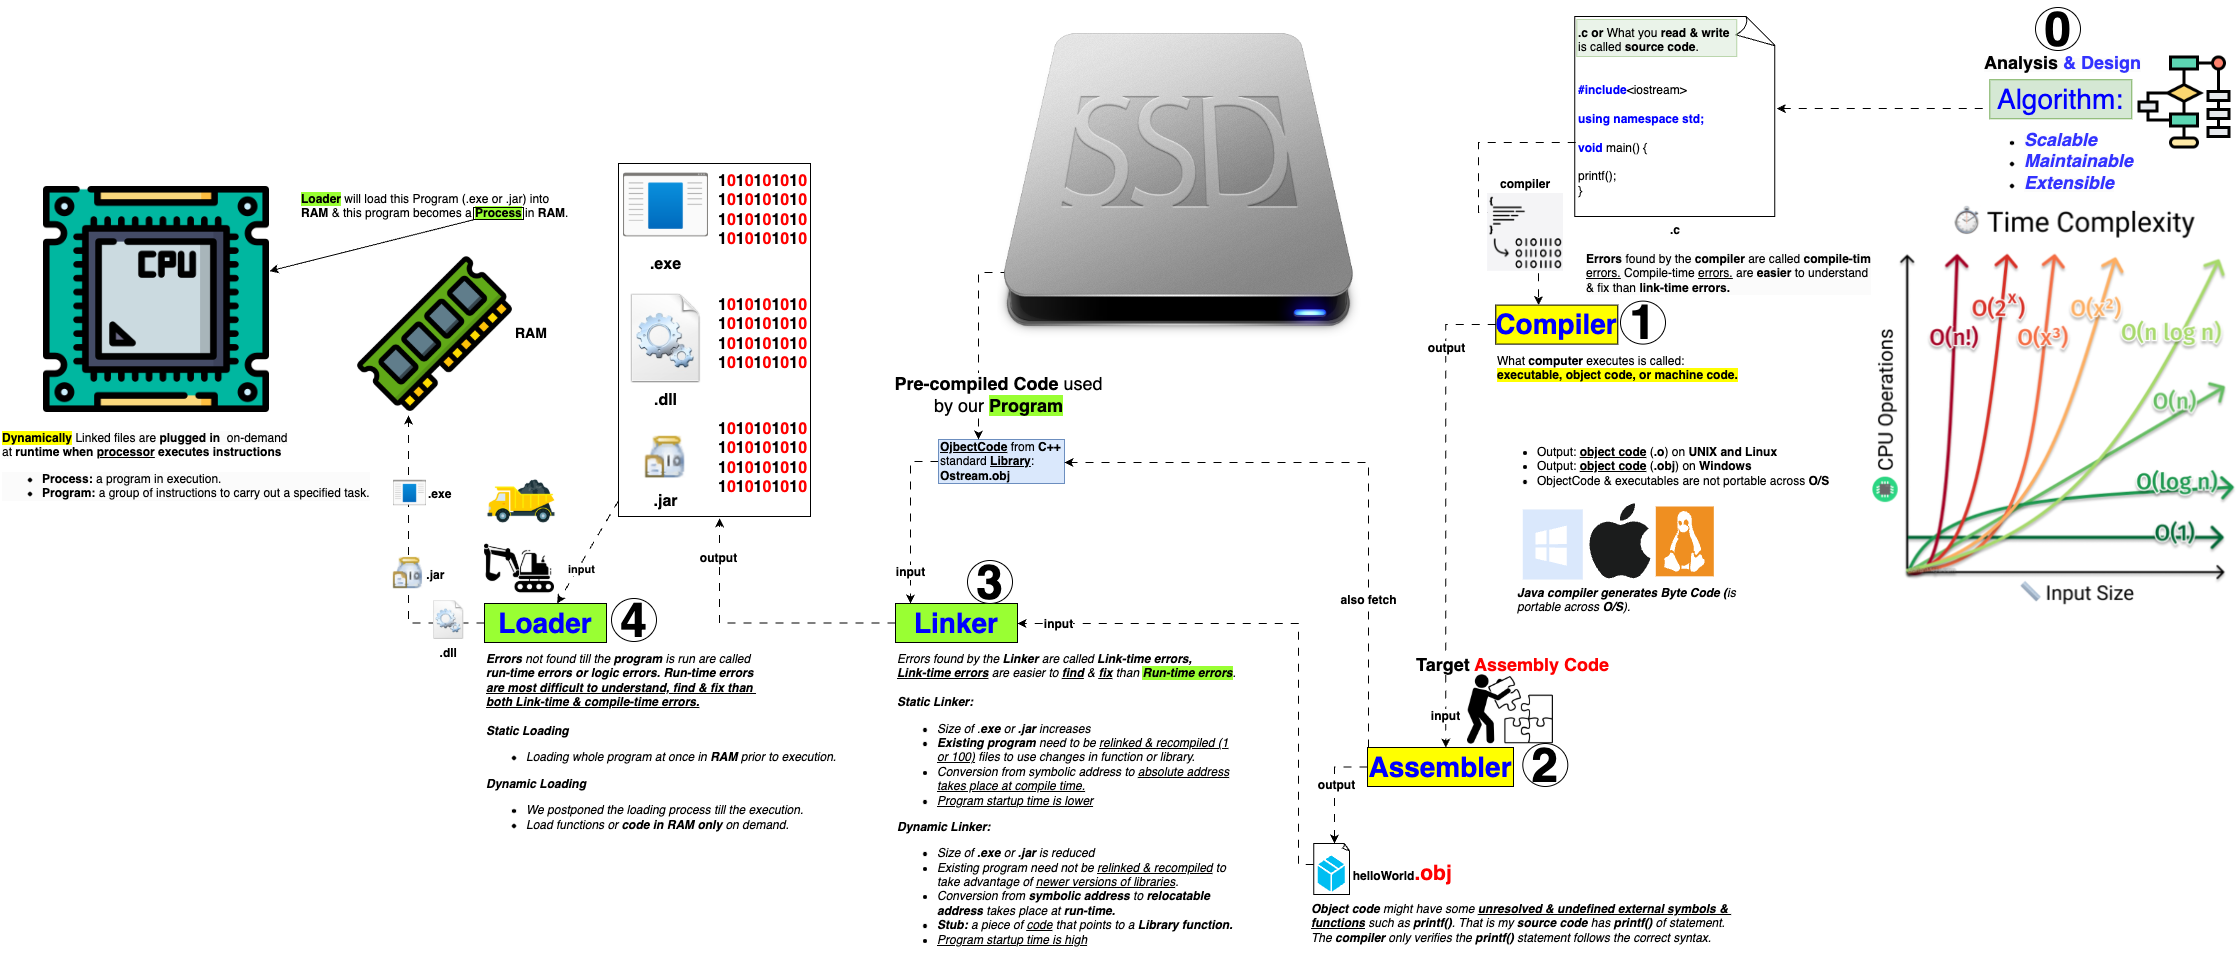 0
Analysis & Design
Algorithm:
Scalable
Maintainable
Extensible
.c or What you read & write
is called source code.
#include<iostream>
using namespace std;
void main() {
printf();
}
.c
compiler
{
}
010110
011010
Errors found by the compiler are called compile-tim
errors. Compile-time errors. are easier to understand
& fix than link-time errors.
Compiler 1
output
What computer executes is called:
executable, object code, or machine code.
Output: object code (.o) on UNIX and Linux
Output: object code (.obj) on Windows
ObjectCode & executables are not portable across O/S
Java compiler generates Byte Code (is
portable across O/S).
Time Complexity
CPU Operations
O(n!)
O(2^x)
O(x^3)
O(x^2)
O(n log n)
O(n)
O(log n)
O(1)
Input Size
Target Assembly Code
input
Assembler 2
output
also fetch
helloWorld.obj
Object code might have some unresolved & undefined external symbols &
functions such as printf(). That is my source code has printf() of statement.
The compiler only verifies the printf() statement follows the correct syntax.
SSD
Pre-compiled Code used
by our Program
OjbectCode from C++
standard Library:
Ostream.obj
input
3
Linker
input
output
Errors found by the Linker are called Link-time errors,
Link-time errors are easier to find & fix than Run-time errors.
Static Linker:
Size of .exe or .jar increases
Existing program need to be relinked & recompiled (1
or 100) files to use changes in function or library.
Conversion from symbolic address to absolute address
takes place at compile time.
Program startup time is lower
Dynamic Linker:
Size of .exe or .jar is reduced
Existing program need not be relinked & recompiled to
take advantage of newer versions of libraries.
Conversion from symbolic address to relocatable
address takes place at run-time.
Stub: a piece of code that points to a Library function.
Program startup time is high
1010101010
1010101010
1010101010
1010101010
.exe
1010101010
1010101010
1010101010
1010101010
.dll
1010101010
1010101010
1010101010
1010101010
.jar
input
Loader 4
Errors not found till the program is run are called
run-time errors or logic errors. Run-time errors
are most difficult to understand, find & fix than
both Link-time & compile-time errors.
Static Loading
Loading whole program at once in RAM prior to execution.
Dynamic Loading
We postponed the loading process till the execution.
Load functions or code in RAM only on demand.
.exe
.jar
.dll
RAM
Loader will load this Program (.exe or .jar) into
RAM & this program becomes a Process in RAM.
CPU
Dynamically Linked files are plugged in on-demand
at runtime when processor executes instructions
Process: a program in execution.
Program: a group of instructions to carry out a specified task.